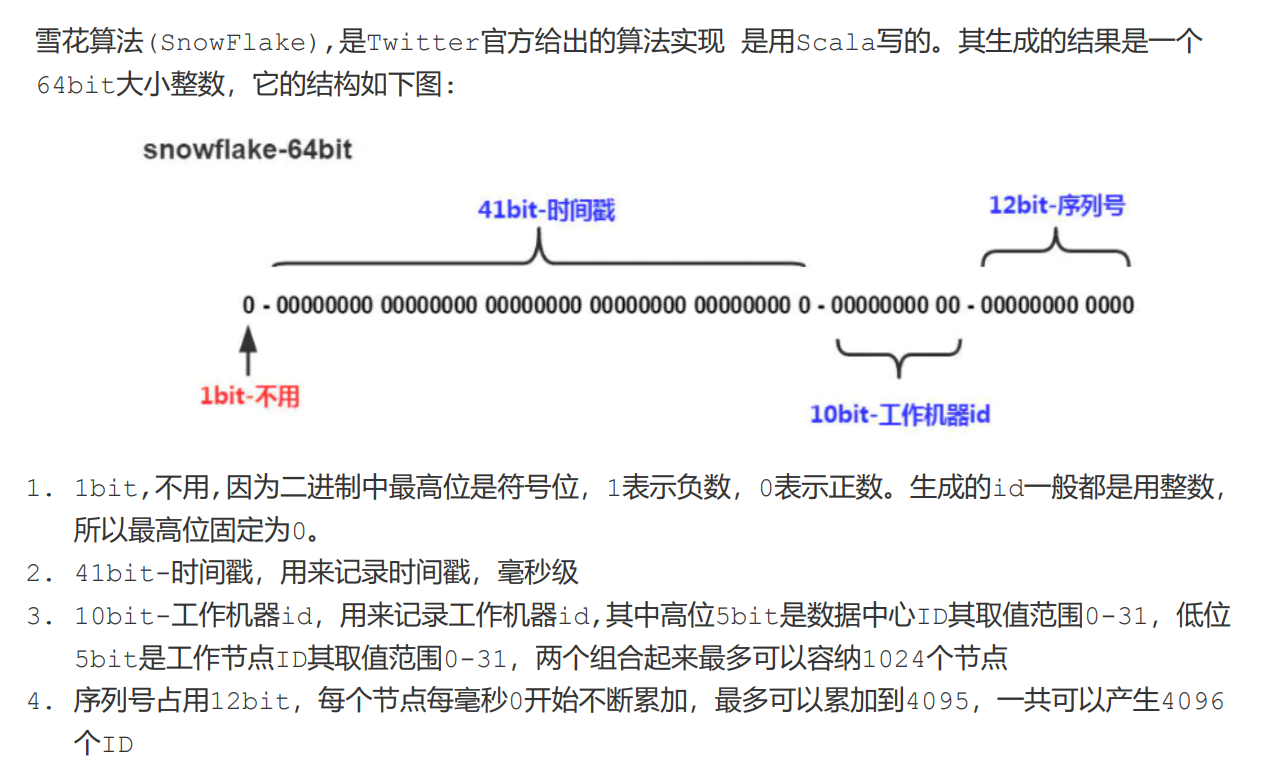 雪花算法(SnowFlake),是Twitter官方给出的算法实现 是用Scala写的。其生成的结果是一个
64bit大小整数，它的结构如下图：
snowflake-64bit
41bit-时间戳
12bit-序列号
0 - 00000000 00000000 00000000 00000000 00000000 0 - 00000000 00 - 00000000 0000
1bit-不用
10bit-工作机器id
1. 1bit,不用,因为二进制中最高位是符号位，1表示负数，0表示正数。生成的id一般都是用整数，
所以最高位固定为0。
2. 41bit-时间戳，用来记录时间戳，毫秒级
3. 10bit-工作机器id，用来记录工作机器id,其中高位5bit是数据中心ID其取值范围0-31，低位
5bit是工作节点ID其取值范围0-31，两个组合起来最多可以容纳1024个节点
4. 序列号占用12bit，每个节点每毫秒0开始不断累加，最多可以累加到4095，一共可以产生4096
个ID